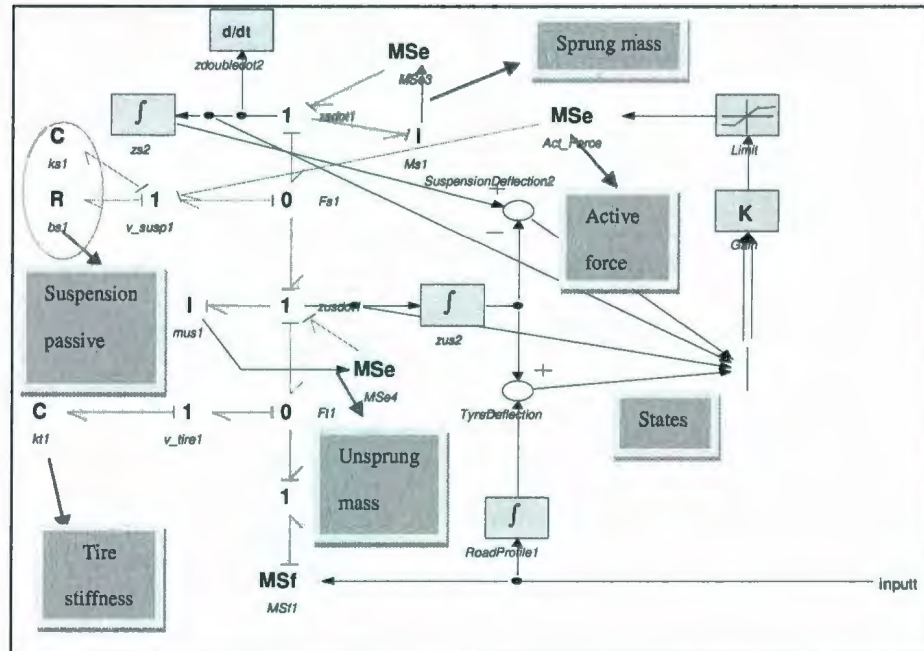 d/dt
zdoubledot2
MSe
MSe3
Sprung mass
∫
zs2
1
zsdot1
I
Ms1
MSe
Act_Force
Limit
C
ks1
R
bs1
1
v_susp1
0
Fs1
SuspensionDeflection2
+
−
K
Gain
Active
force
Suspension
passive
I
mus1
1
zusdot1
∫
zus2
MSe
MSe4
+
TyreDeflection
States
C
kt1
1
v_tire1
0
Ft1
Unsprung
mass
1
∫
RoadProfile1
Tire
stiffness
MSf
MSf1
inputt